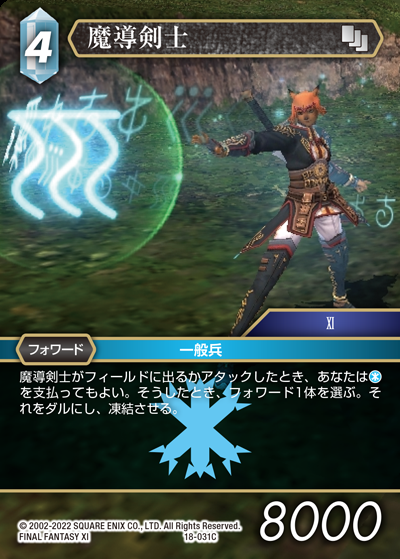 4
魔導剣士
XI
フォワード
一般兵
魔導剣士がフィールドに出るかアタックしたとき、あなたは
を支払ってもよい。そうしたとき、フォワード1体を選ぶ。そ
れをダルにし、凍結させる。
© 2002-2022 SQUARE ENIX CO., LTD. All Rights Reserved.
FINAL FANTASY XI
18-031C
8000